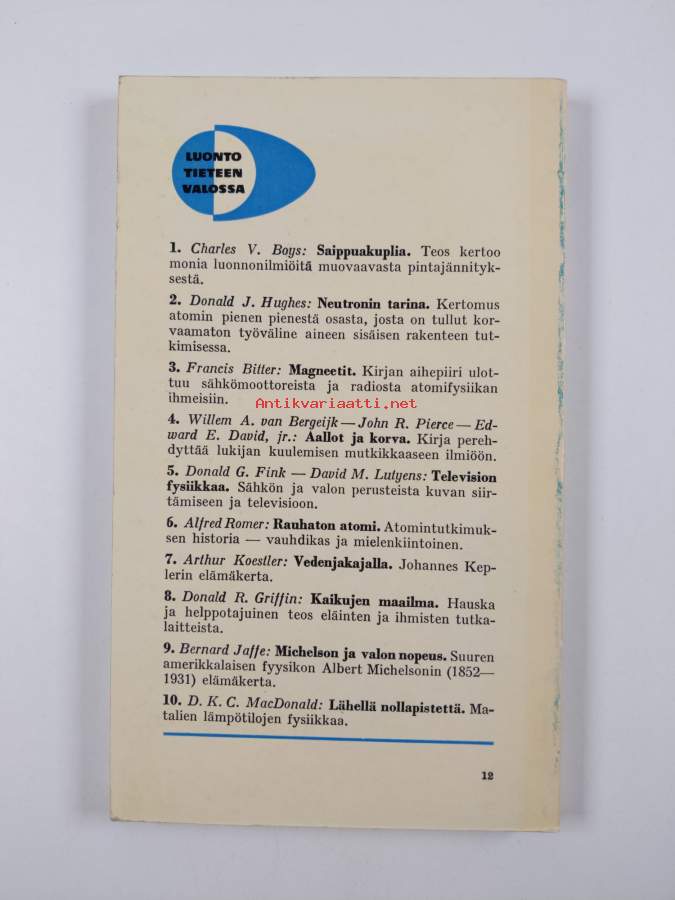 LUONTO
TIETEEN
VALOSSA
1. Charles V. Boys: Saippuakuplia. Teos kertoo
monia luonnonilmiöitä muovaavasta pintajännityk-
sestä.
2. Donald J. Hughes: Neutronin tarina. Kertomus
atomin pienen pienestä osasta, josta on tullut kor-
vaamaton työväline aineen sisäisen rakenteen tut-
kimisessa.
3. Francis Bitter: Magneetit. Kirjan aihepiiri ulot-
tuu sähkömoottoreista ja radiosta atomifysiikan
ihmeisiin.
Antikvariaatti.net
4. Willem A. van Bergeijk — John R. Pierce — Ed-
ward E. David, jr.: Aallot ja korva. Kirja pereh-
dyttää lukijan kuulemisen mutkikkaaseen ilmiöön.
5. Donald G. Fink — David M. Lutyens: Television
fysiikkaa. Sähkön ja valon perusteista kuvan siir-
tämiseen ja televisioon.
6. Alfred Romer: Rauhaton atomi. Atomintutkimuk-
sen historia — vauhdikas ja mielenkiintoinen.
7. Arthur Koestler: Vedenjakajalla. Johannes Kep-
lerin elämäkerta.
8. Donald R. Griffin: Kaikujen maailma. Hauska
ja helppotajuinen teos eläinten ja ihmisten tutka-
laitteista.
9. Bernard Jaffe: Michelson ja valon nopeus. Suuren
amerikkalaisen fyysikon Albert Michelsonin (1852—
1931) elämäkerta.
10. D. K. C. MacDonald: Lähellä nollapistettä. Ma-
talien lämpötilojen fysiikkaa.
12